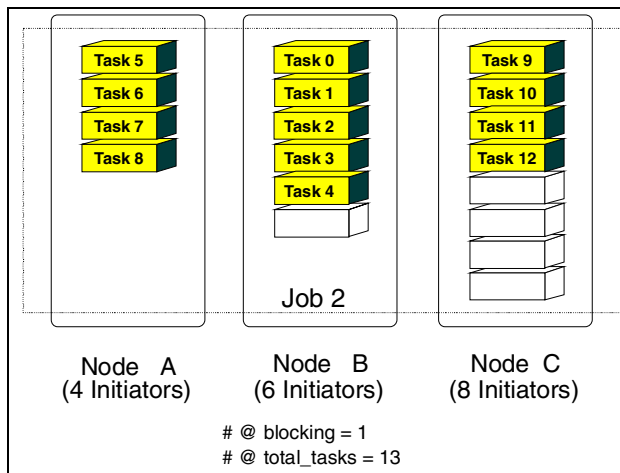 Task 5
Task 6
Task 7
Task 8
Task 0
Task 1
Task 2
Task 3
Task 4
Task 9
Task 10
Task 11
Task 12
Job 2
Node A
(4 Initiators)
Node B
(6 Initiators)
Node C
(8 Initiators)
# @ blocking = 1
# @ total_tasks = 13